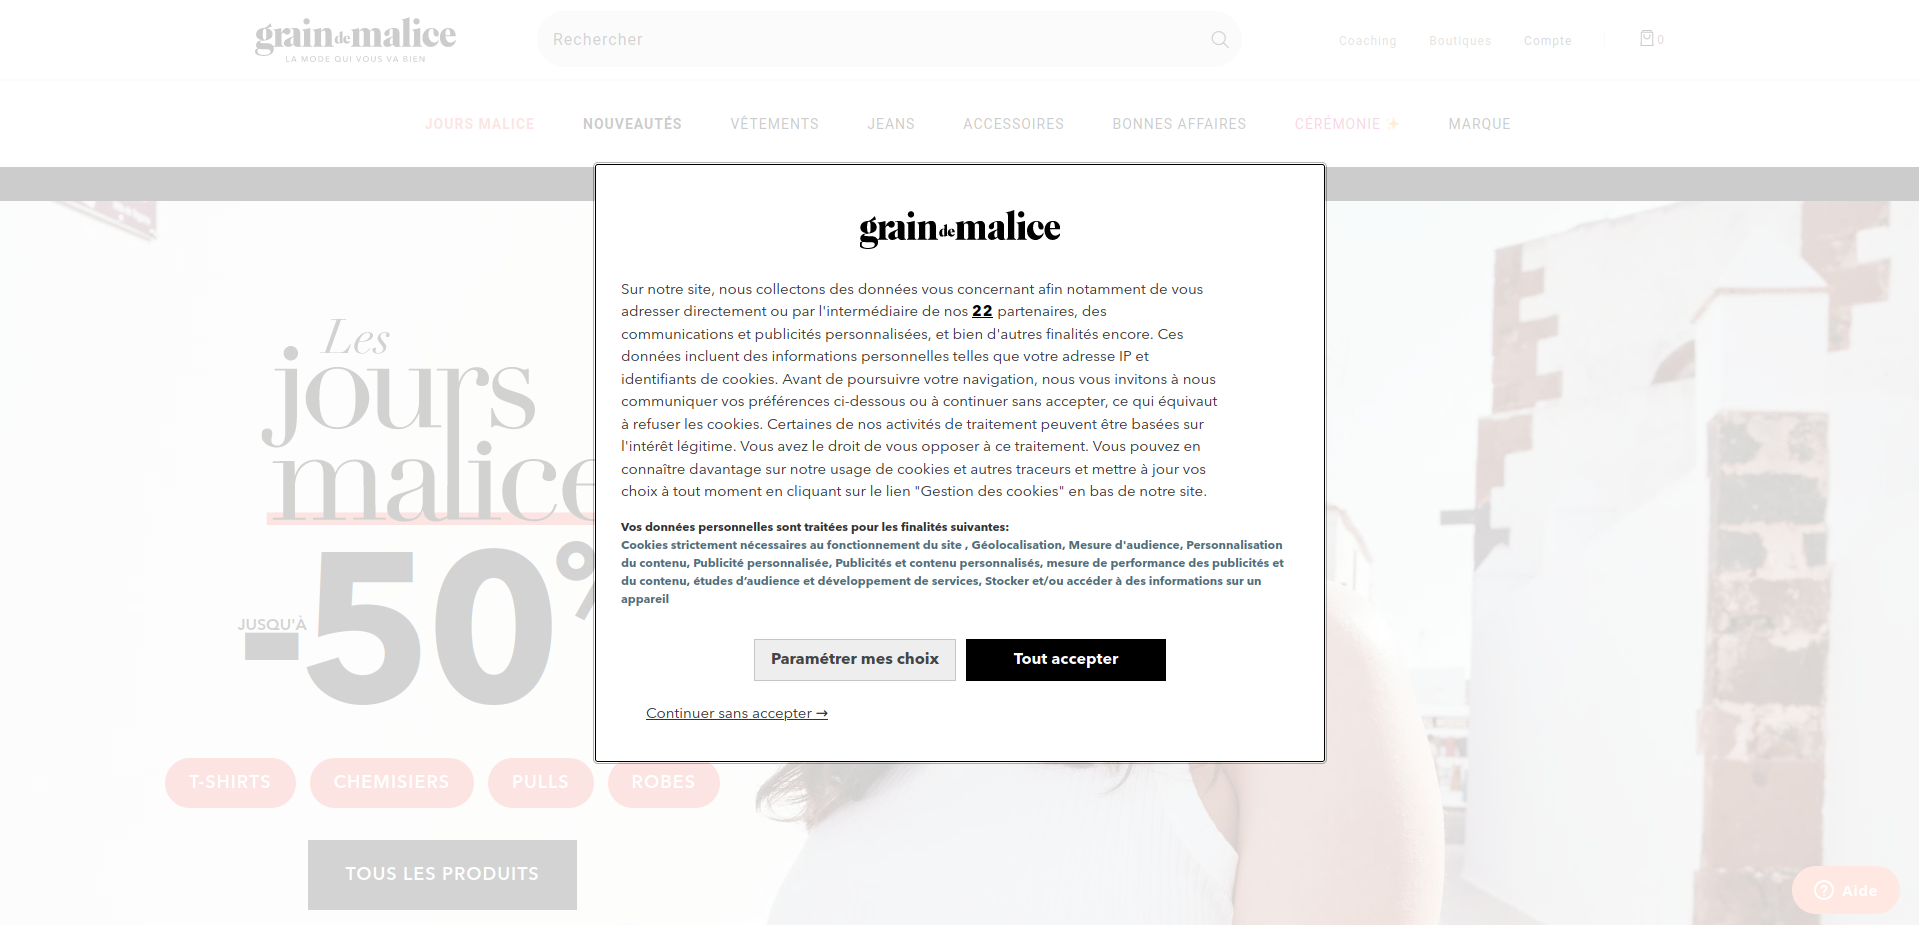 graindemalice
LA MODE QUI VOUS VA BIEN
Rechercher
Coaching
Boutiques
Compte
0
JOURS MALICE
NOUVEAUTÉS
VÊTEMENTS
JEANS
ACCESSOIRES
BONNES AFFAIRES
CÉRÉMONIE
MARQUE
graindemalice
Sur notre site, nous collectons des données vous concernant afin notamment de vous
adresser directement ou par l'intermédiaire de nos 22 partenaires, des
communications et publicités personnalisées, et bien d'autres finalités encore. Ces
données incluent des informations personnelles telles que votre adresse IP et
identifiants de cookies. Avant de poursuivre votre navigation, nous vous invitons à nous
communiquer vos préférences ci-dessous ou à continuer sans accepter, ce qui équivaut
à refuser les cookies. Certaines de nos activités de traitement peuvent être basées sur
l'intérêt légitime. Vous avez le droit de vous opposer à ce traitement. Vous pouvez en
connaître davantage sur notre usage de cookies et autres traceurs et mettre à jour vos
choix à tout moment en cliquant sur le lien "Gestion des cookies" en bas de notre site.
Vos données personnelles sont traitées pour les finalités suivantes:
Cookies strictement nécessaires au fonctionnement du site , Géolocalisation, Mesure d'audience, Personnalisation
du contenu, Publicité personnalisée, Publicités et contenu personnalisés, mesure de performance des publicités et
du contenu, études d’audience et développement de services, Stocker et/ou accéder à des informations sur un
appareil
Paramétrer mes choix
Tout accepter
Continuer sans accepter →
Les
jours
malice
JUSQU'À
-50%
T-SHIRTS
CHEMISIERS
PULLS
ROBES
TOUS LES PRODUITS
Aide